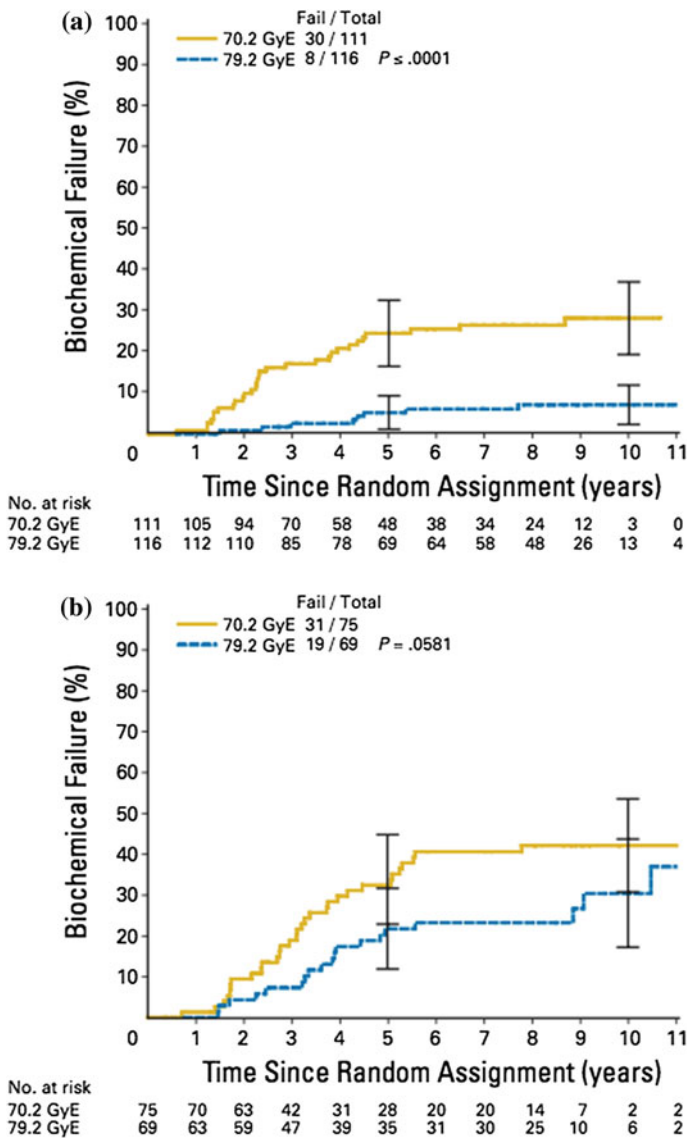 (a)
Fail / Total
70.2 GyE 30 / 111
79.2 GyE 8 / 116 P ≤ .0001
Biochemical Failure (%)
100
90
80
70
60
50
40
30
20
10
0 1 2 3 4 5 6 7 8 9 10 11
Time Since Random Assignment (years)
No. at risk
70.2 GyE 111 105 94 70 58 48 38 34 24 12 3 0
79.2 GyE 116 112 110 85 78 69 64 58 48 26 13 4
(b)
Fail / Total
70.2 GyE 31 / 75
79.2 GyE 19 / 69 P = .0581
Biochemical Failure (%)
100
90
80
70
60
50
40
30
20
10
0 1 2 3 4 5 6 7 8 9 10 11
Time Since Random Assignment (years)
No. at risk
70.2 GyE 75 70 63 42 31 28 20 20 14 7 2 2
79.2 GyE 69 63 59 47 39 35 31 30 25 10 6 2